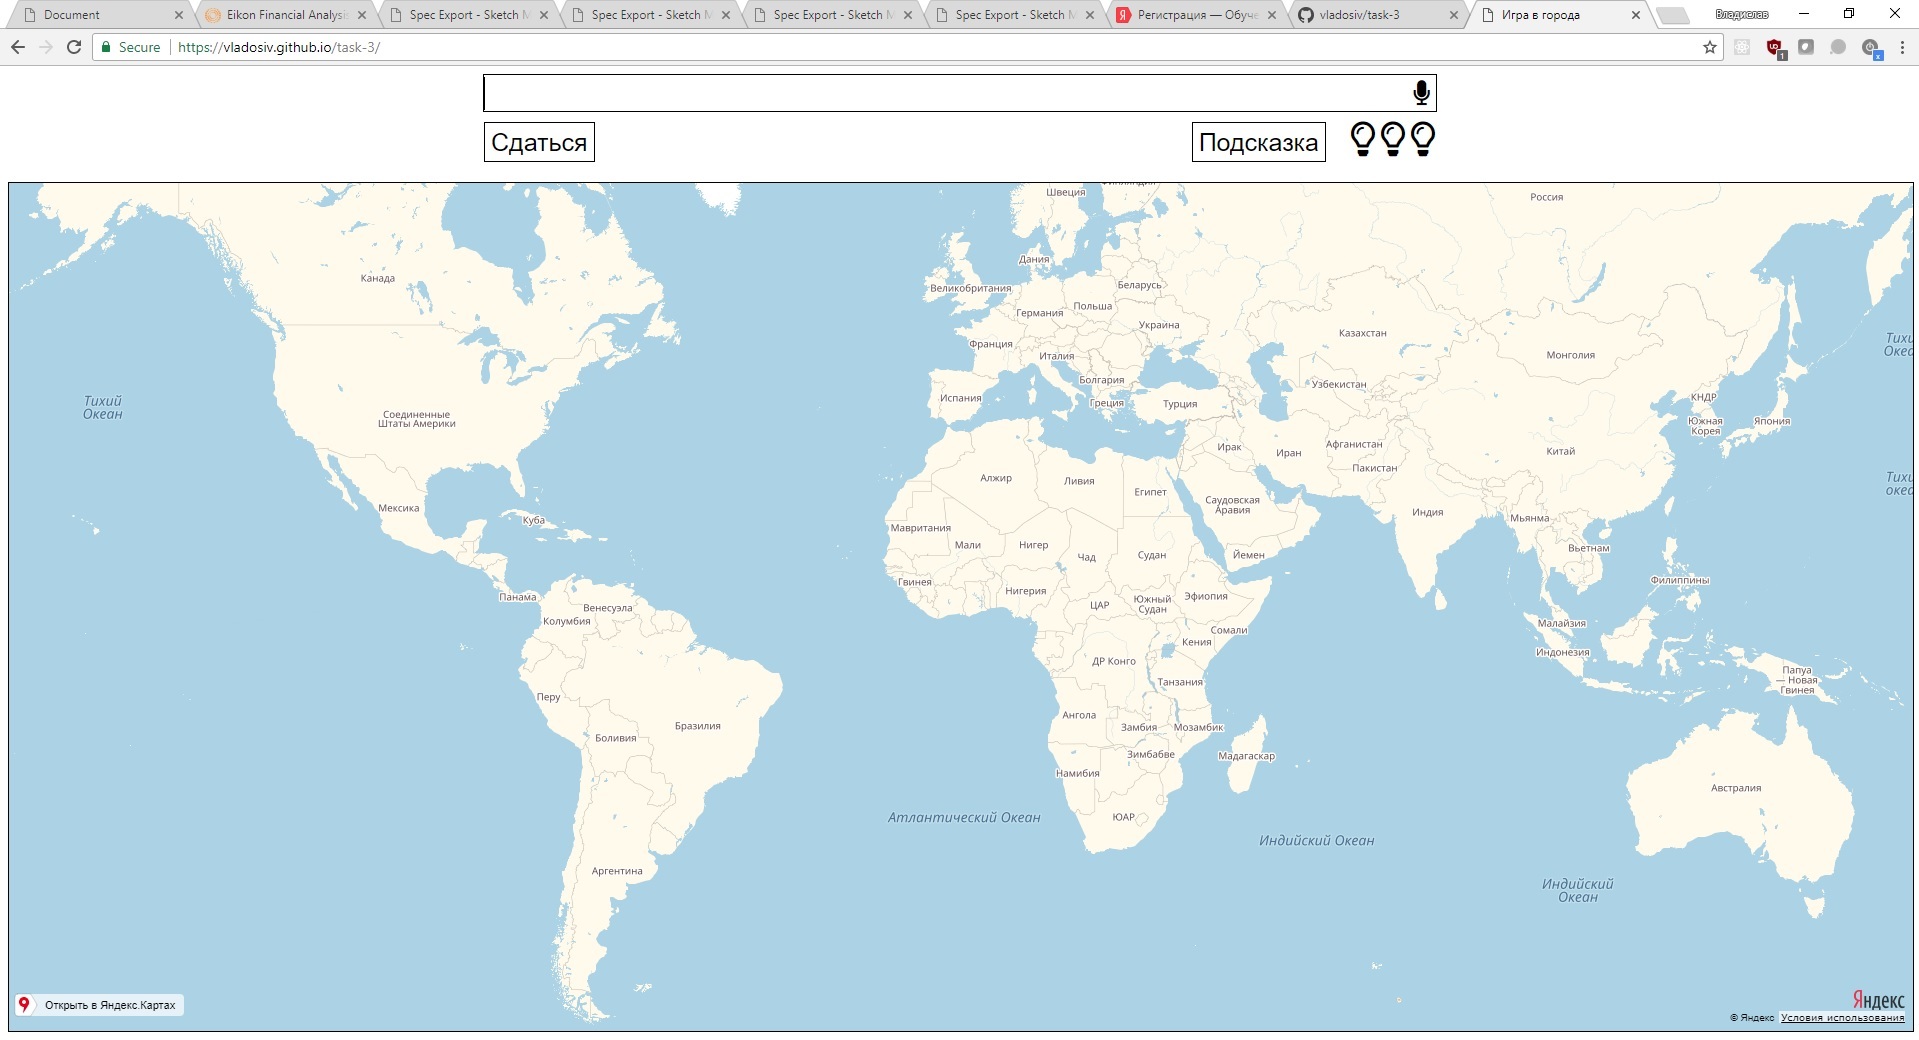 Document
Eikon Financial Analysis
Spec Export - Sketch M
Spec Export - Sketch M
Spec Export - Sketch M
Spec Export - Sketch M
Регистрация — Обуче
vladosiv/task-3
Игра в города
Владислав
Secure
https://vladosiv.github.io/task-3/
1
x
Сдаться
Подсказка
Швеция
Россия
Дания
Канада
Великобритания
Беларусь
Польша
Германия
Украина
Казахстан
Франция
Италия
Монголия
Тихи
Океа
Болгария
Узбекистан
Испания
Греция
Турция
КНДР
Тихий
Океан
Соединенные
Штаты Америки
Южная
Корея
Япония
Ирак
Иран
Афганистан
Китай
Пакистан
Алжир
Ливия
Египет
Тихи
океа
Саудовская
Аравия
Мексика
Индия
Куба
Мавритания
Мьянма
Мали
Нигер
Чад
Судан
Йемен
Вьетнам
Гвинея
Нигерия
Филиппины
Панама
Венесуэла
ЦАР
Южный
Судан
Эфиопия
Колумбия
Малайзия
Сомали
Кения
Индонезия
ДР Конго
Танзания
Папуа
— Новая
Гвинея
Перу
Ангола
Бразилия
Замбия
Мозамбик
Боливия
Зимбабве
Мадагаскар
Намибия
Австралия
Атлантический Океан
ЮАР
Индийский Океан
Аргентина
Индийский
Океан
Открыть в Яндекс.Картах
Яндекс
© Яндекс
Условия использования